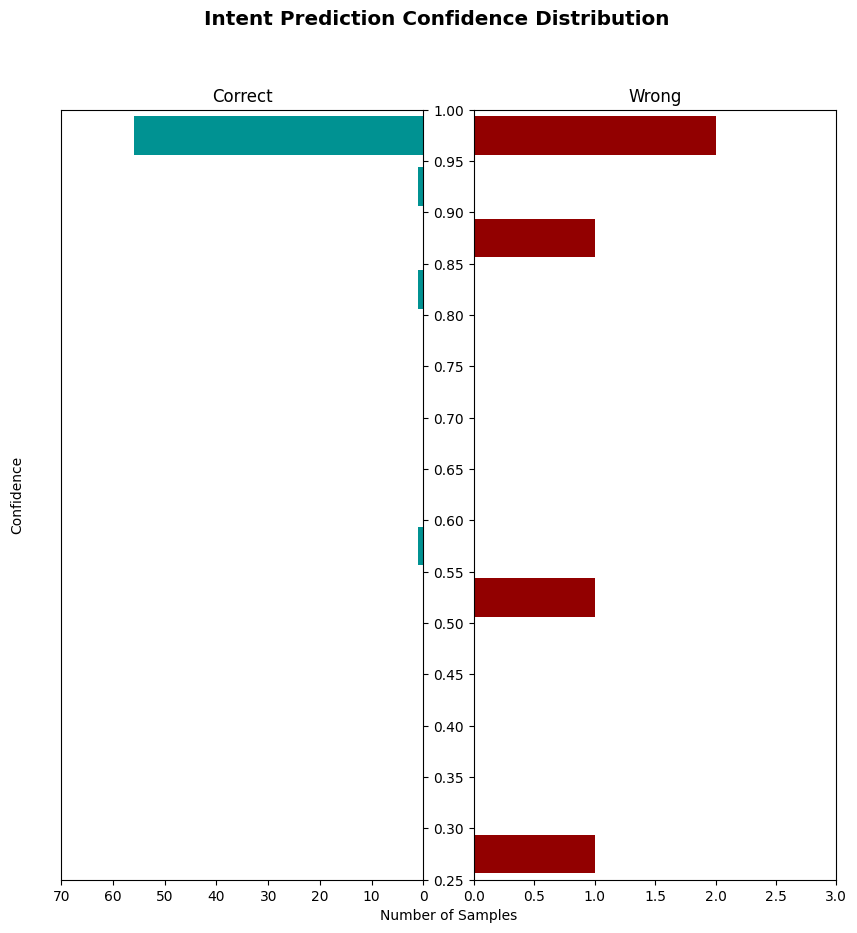 Intent Prediction Confidence Distribution
Correct
Wrong
1.00
0.95
0.90
0.85
0.80
0.75
0.70
0.65
0.60
0.55
0.50
0.45
0.40
0.35
0.30
0.25
Confidence
70 60 50 40 30 20 10 0
0.0 0.5 1.0 1.5 2.0 2.5 3.0
Number of Samples